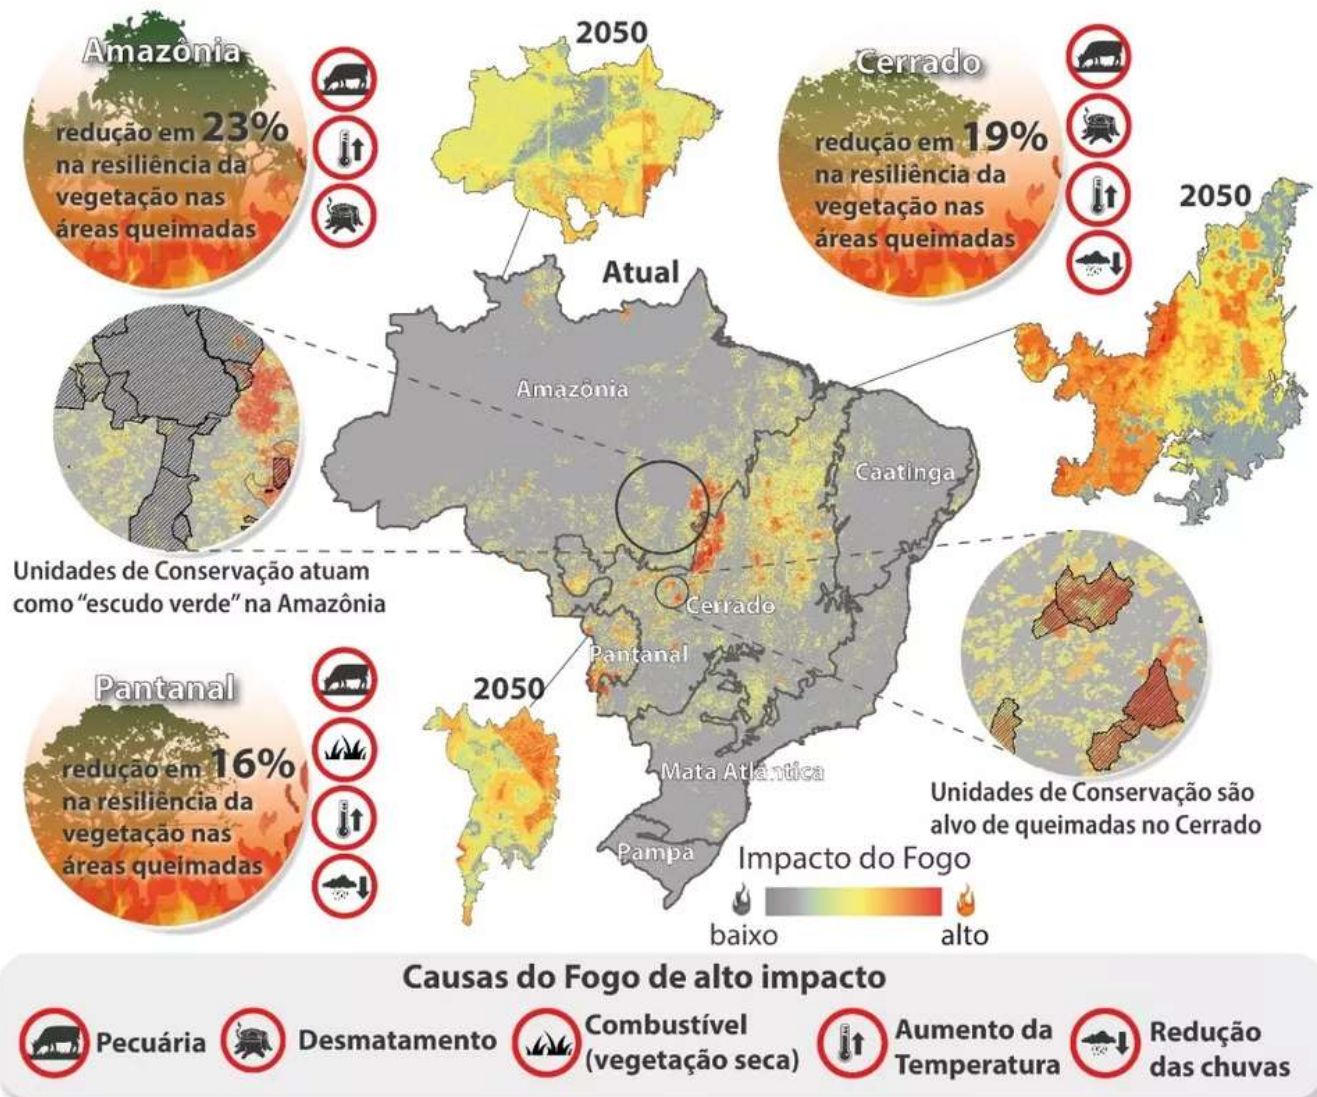 Amazônia
redução em 23%
na resiliência da
vegetação nas
áreas queimadas
2050
Cerrado
redução em 19%
na resiliência da
vegetação nas
áreas queimadas
2050
Atual
Amazônia
Caatinga
Cerrado
Pantanal
Mata Atlântica
Pampa
Unidades de Conservação atuam
como “escudo verde” na Amazônia
Pantanal
redução em 16%
na resiliência da
vegetação nas
áreas queimadas
2050
Unidades de Conservação são
alvo de queimadas no Cerrado
Impacto do Fogo
baixo
alto
Causas do Fogo de alto impacto
Pecuária
Desmatamento
Combustível
(vegetação seca)
Aumento da
Temperatura
Redução
das chuvas